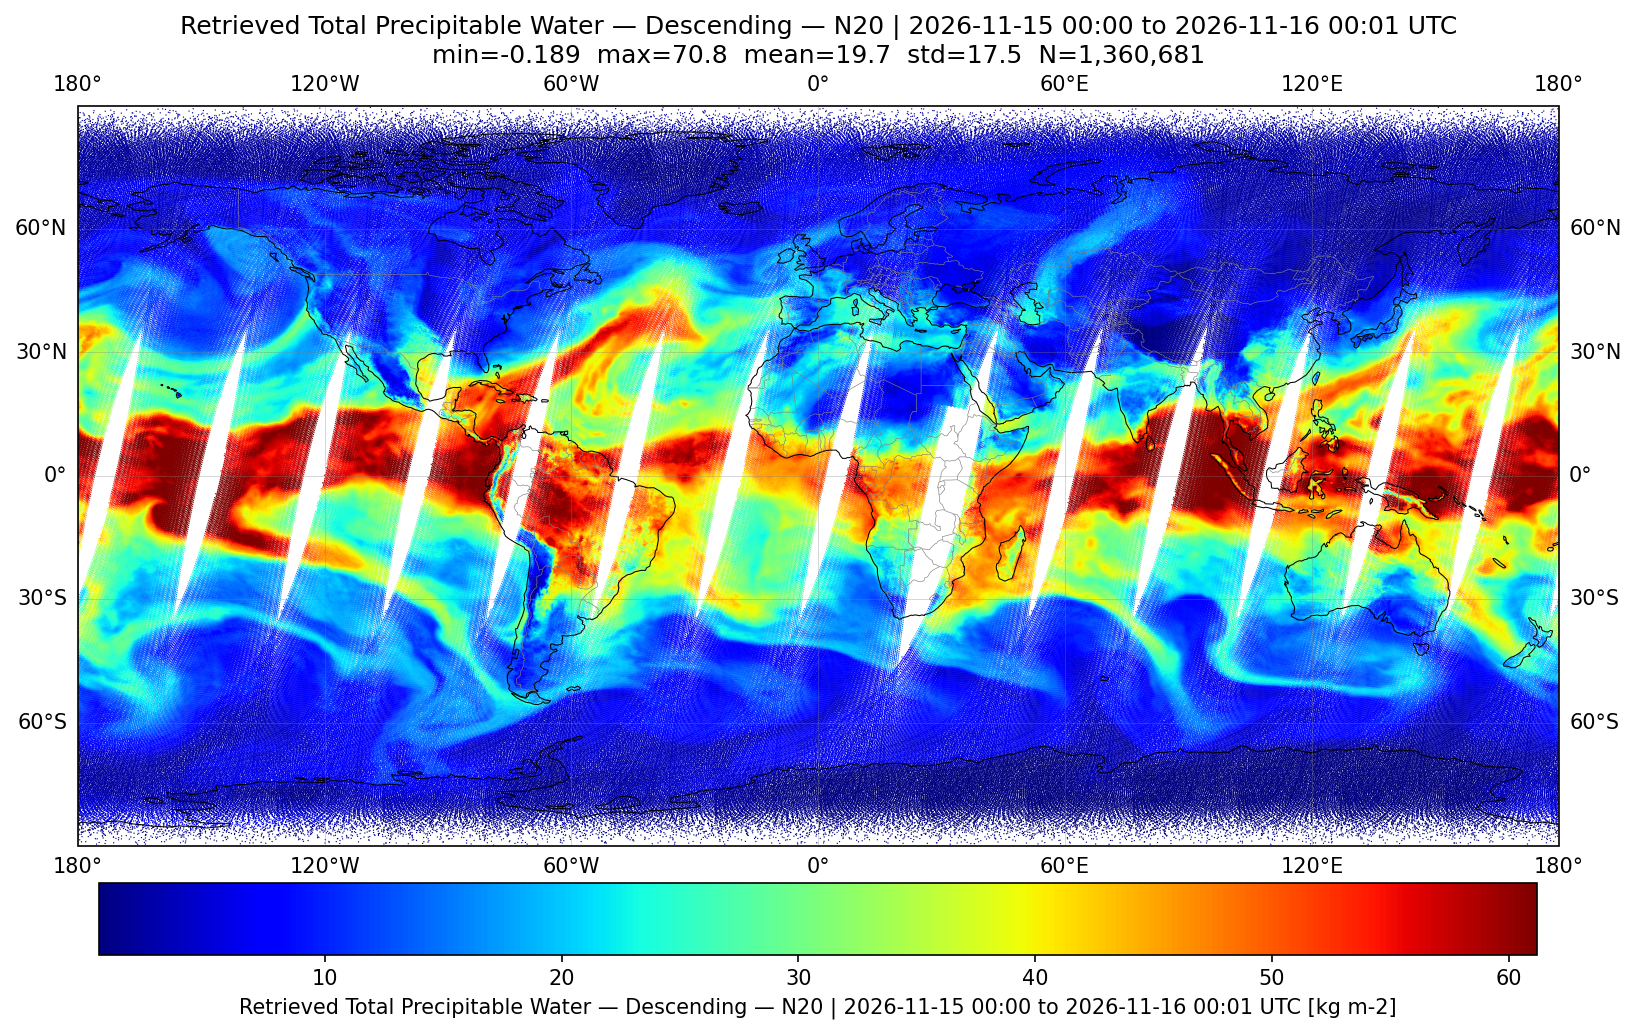 Retrieved Total Precipitable Water — Descending — N20 | 2026-11-15 00:00 to 2026-11-16 00:01 UTC
min=-0.189 max=70.8 mean=19.7 std=17.5 N=1,360,681
180° 120°W 60°W 0° 60°E 120°E 180°
60°N 60°N
30°N 30°N
0° 0°
30°S 30°S
60°S 60°S
180° 120°W 60°W 0° 60°E 120°E 180°
10 20 30 40 50 60
Retrieved Total Precipitable Water — Descending — N20 | 2026-11-15 00:00 to 2026-11-16 00:01 UTC [kg m-2]